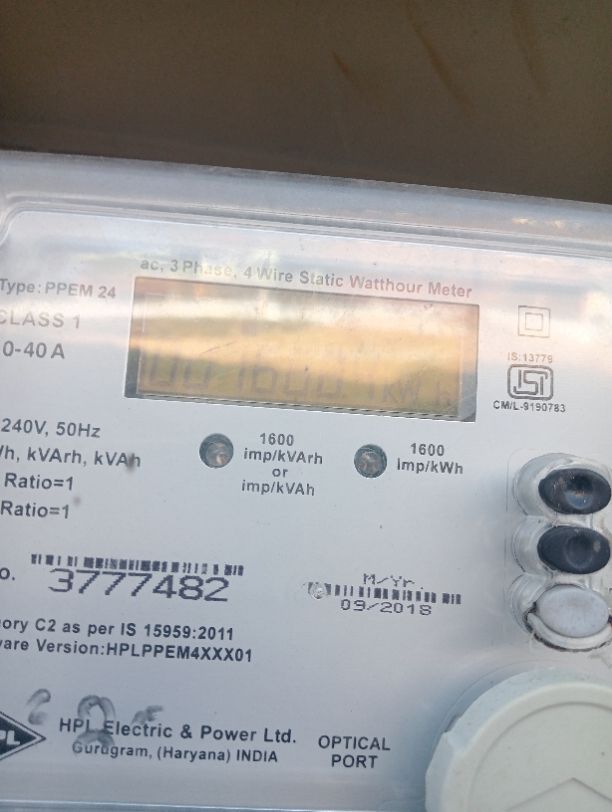 ac, 3 Phase, 4 Wire Static Watthour Meter
Type: PPEM 24
CLASS 1
0-40 A
IS:13779
ISI
CM/L-9190783
kWh
240V, 50Hz
kVArh, kVAh
Ratio=1
Ratio=1
1600
imp/kVArh
or
imp/kVAh
1600
Imp/kWh
3777482
M/Yr.
09/2018
C2 as per IS 15959:2011
Version:HPLPPEM4XXX01
HPL Electric & Power Ltd.
Gurugram, (Haryana) INDIA
OPTICAL
PORT